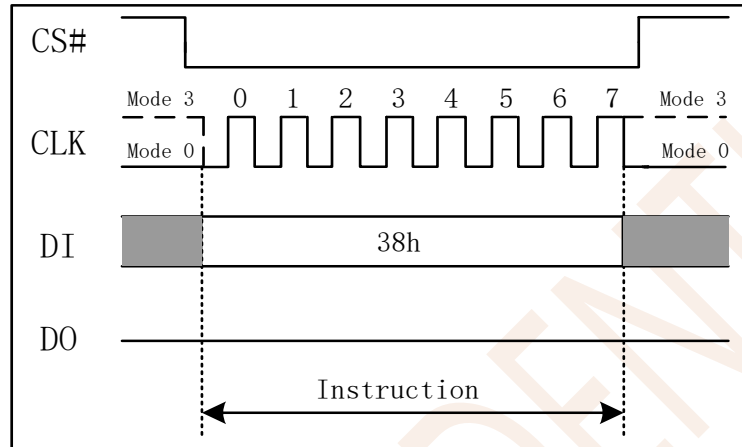 CS#
Mode 3 0 1 2 3 4 5 6 7 Mode 3
CLK
Mode 0 Mode 0
DI 38h
DO
Instruction